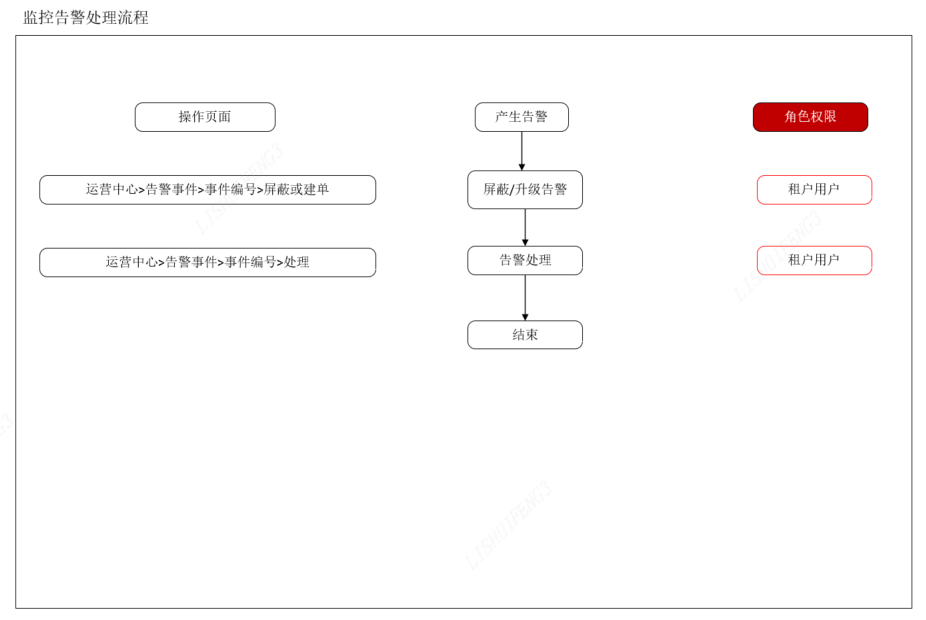 监控告警处理流程
操作页面
产生告警
角色权限
运营中心>告警事件>事件编号>屏蔽或建单
屏蔽/升级告警
租户用户
运营中心>告警事件>事件编号>处理
告警处理
租户用户
结束
LISHUIPENG3
LISHUIPENG3
LISHUIPENG3